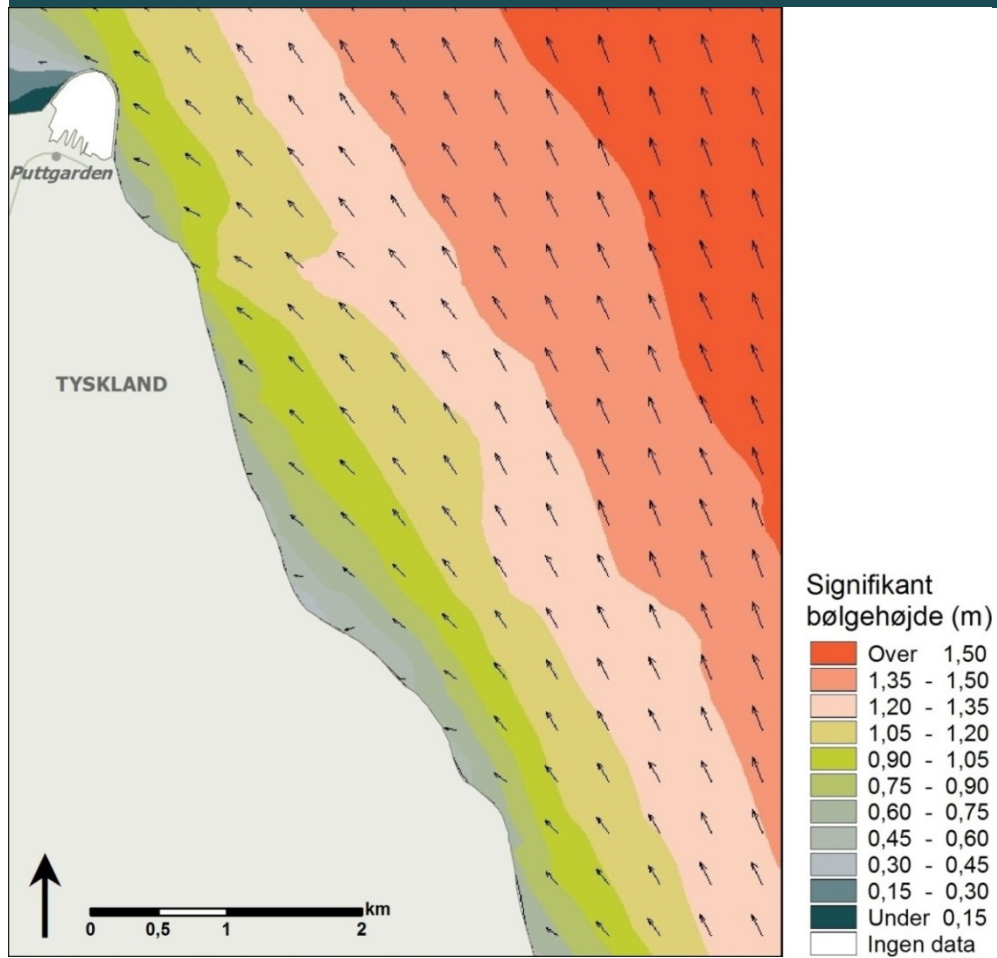 Puttgarden
TYSKLAND
km
0 0,5 1 2
Signifikant
bølgehøjde (m)
Over 1,50
1,35 - 1,50
1,20 - 1,35
1,05 - 1,20
0,90 - 1,05
0,75 - 0,90
0,60 - 0,75
0,45 - 0,60
0,30 - 0,45
0,15 - 0,30
Under 0,15
Ingen data